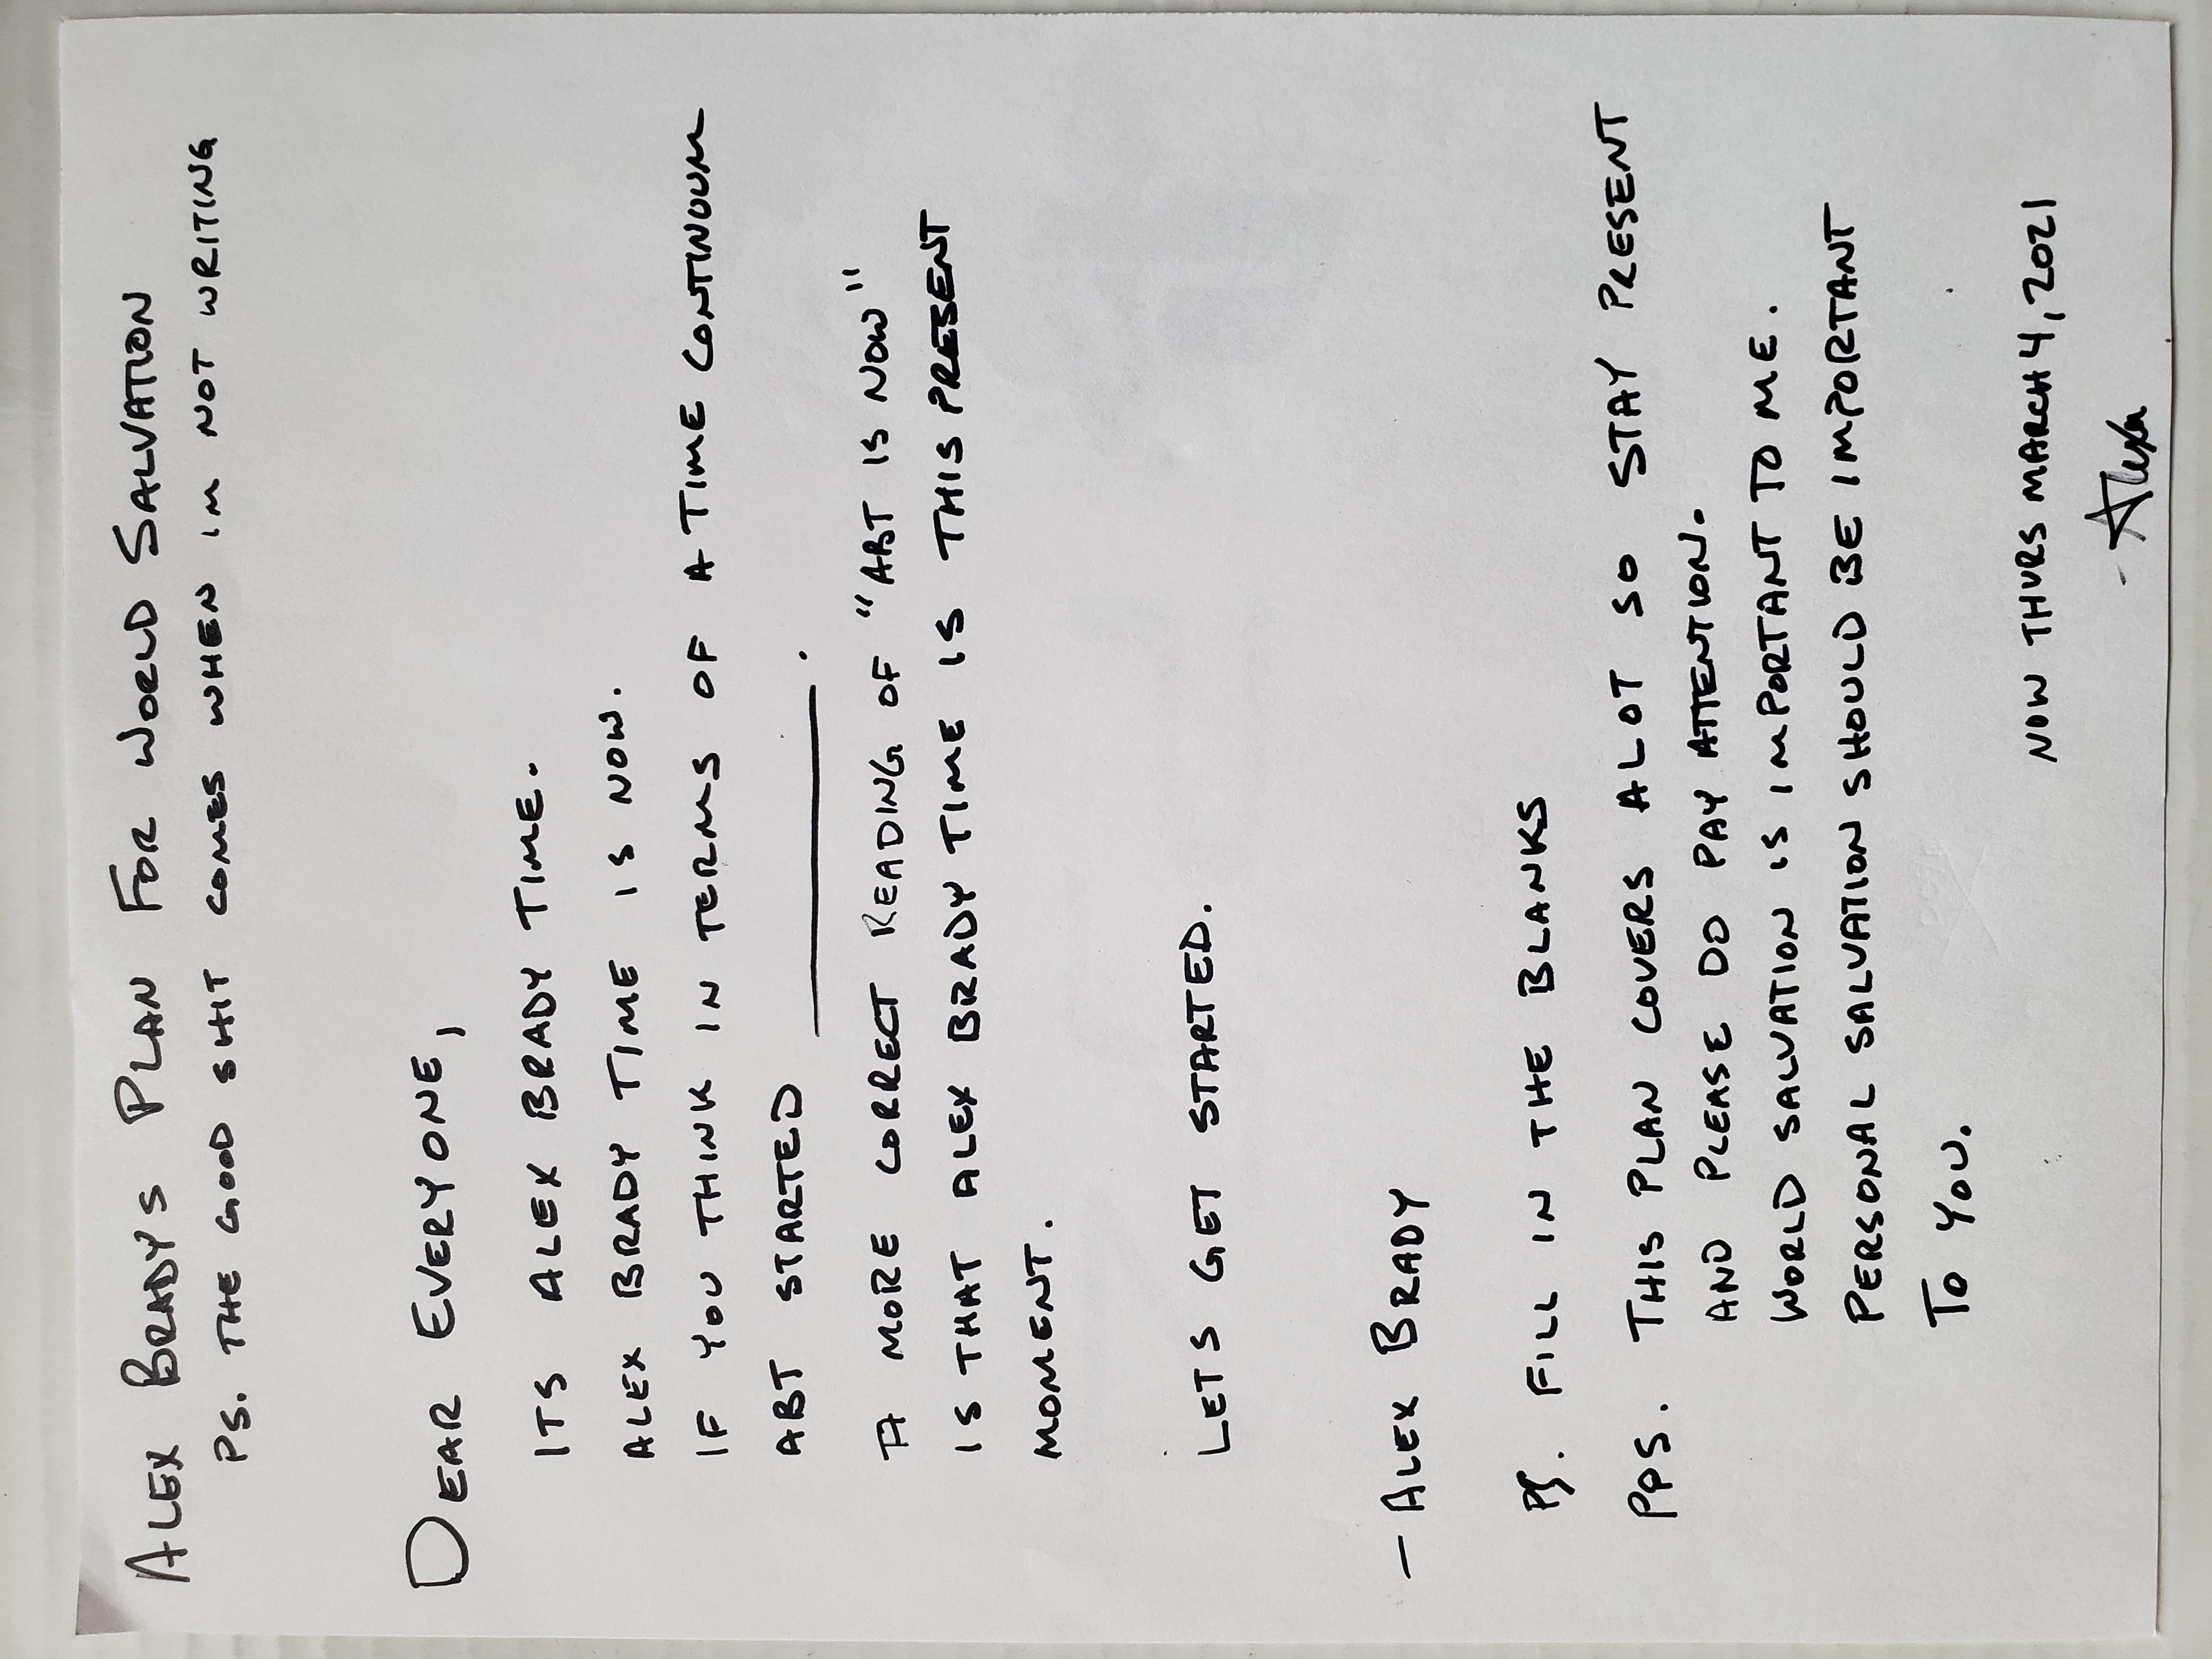 ALEX BRADY'S PLAN FOR WORLD SALVATION
PS. THE GOOD SHIT COMES WHEN IM NOT WRITING
DEAR EVERYONE,
ITS ALEX BRADY TIME.
ALEX BRADY TIME IS NOW.
IF YOU THINK IN TERMS OF A TIME CONTINUUM
ABT STARTED __________.
A MORE CORRECT READING OF "ABT IS NOW"
IS THAT ALEX BRADY TIME IS THIS PRESENT
MOMENT.
LETS GET STARTED.
– ALEX BRADY
PS. FILL IN THE BLANKS
PPS. THIS PLAN COVERS ALOT SO STAY PRESENT
AND PLEASE DO PAY ATTENTION.
WORLD SALVATION IS IMPORTANT TO ME.
PERSONAL SALVATION SHOULD BE IMPORTANT
TO YOU.
NOW THURS MARCH 4, 2021